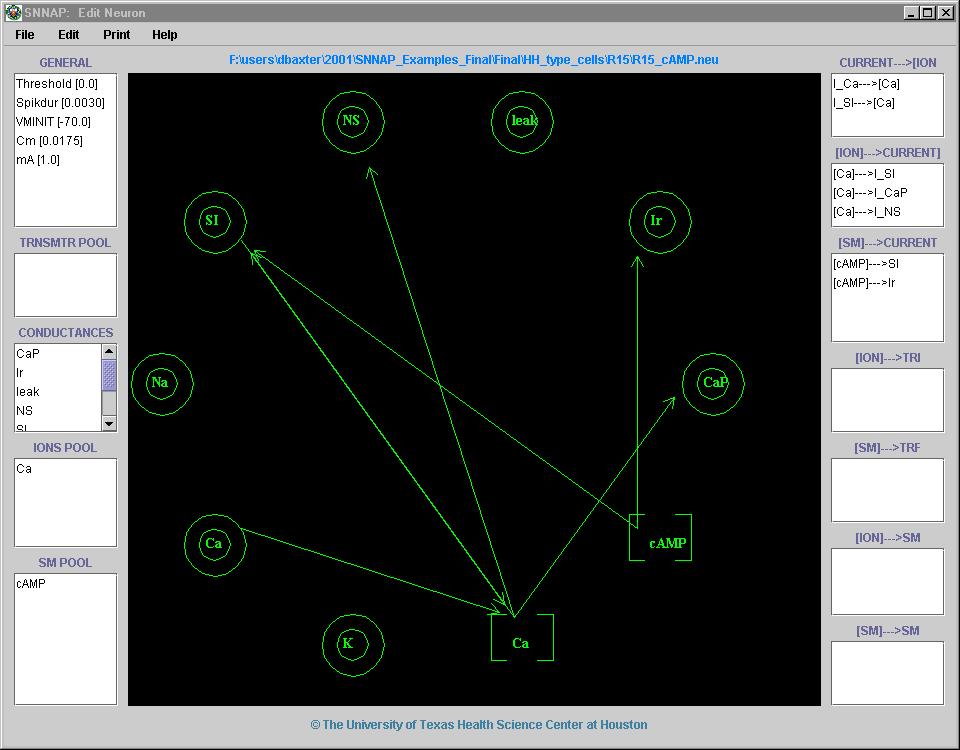 SNNAP: Edit Neuron
File Edit Print Help
F:\users\dbaxter\2001\SNNAP_Examples_Final\Final\HH_type_cells\R15\R15_cAMP.neu
GENERAL
Threshold [0.0]
Spikdur [0.0030]
VMINIT [-70.0]
Cm [0.0175]
mA [1.0]
TRNSMTR POOL
CONDUCTANCES
CaP
Ir
leak
NS
SI
IONS POOL
Ca
SM POOL
cAMP
NS
leak
SI
Ir
Na
CaP
Ca
cAMP
K
Ca
CURRENT--->[ION
I_Ca--->[Ca]
I_SI--->[Ca]
[ION]--->CURRENT]
[Ca]--->I_SI
[Ca]--->I_CaP
[Ca]--->I_NS
[SM]--->CURRENT
[cAMP]--->SI
[cAMP]--->Ir
[ION]--->TRI
[SM]--->TRF
[ION]--->SM
[SM]--->SM
© The University of Texas Health Science Center at Houston